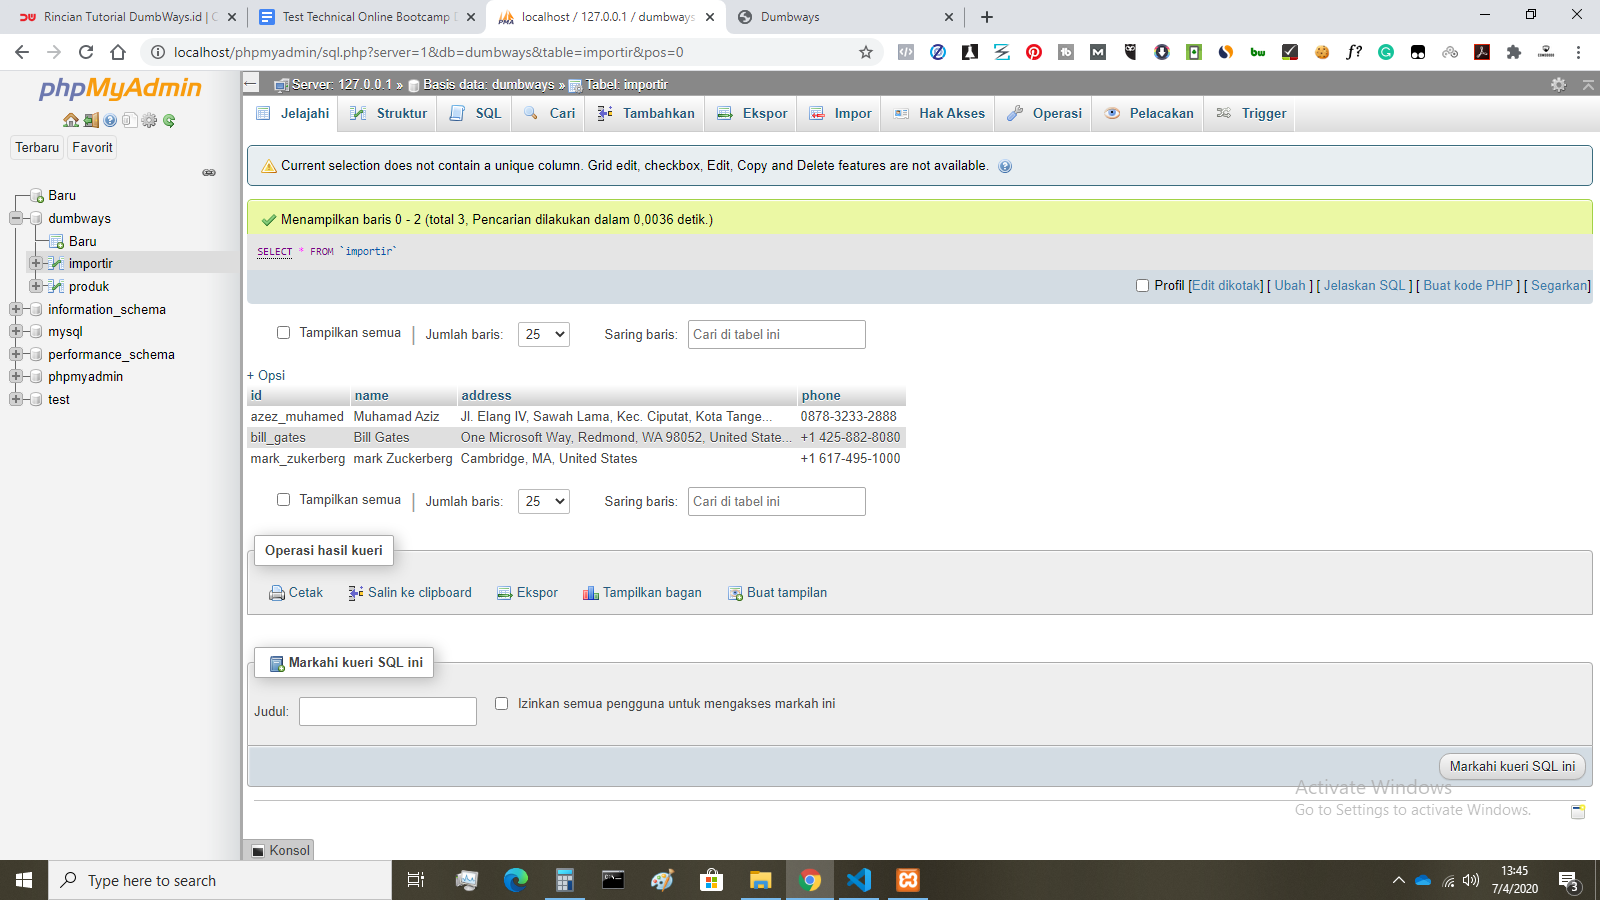 Rincian Tutorial DumbWays.id | C
Test Technical Online Bootcamp D
localhost / 127.0.0.1 / dumbways
Dumbways
localhost/phpmyadmin/sql.php?server=1&db=dumbways&table=importir&pos=0
phpMyAdmin
Terbaru
Favorit
Baru
dumbways
Baru
importir
produk
information_schema
mysql
performance_schema
phpmyadmin
test
Server: 127.0.0.1 » Basis data: dumbways » Tabel: importir
Jelajahi Struktur SQL Cari Tambahkan Ekspor Impor Hak Akses Operasi Pelacakan Trigger
Current selection does not contain a unique column. Grid edit, checkbox, Edit, Copy and Delete features are not available.
Menampilkan baris 0 - 2 (total 3, Pencarian dilakukan dalam 0,0036 detik.)
SELECT * FROM `importir`
Profil [Edit dikotak] [ Ubah ] [ Jelaskan SQL ] [ Buat kode PHP ] [ Segarkan]
Tampilkan semua | Jumlah baris: 25 Saring baris: Cari di tabel ini
+ Opsi
id name address phone
azez_muhamed Muhamad Aziz Jl. Elang IV, Sawah Lama, Kec. Ciputat, Kota Tange... 0878-3233-2888
bill_gates Bill Gates One Microsoft Way, Redmond, WA 98052, United State... +1 425-882-8080
mark_zukerberg mark Zuckerberg Cambridge, MA, United States +1 617-495-1000
Tampilkan semua | Jumlah baris: 25 Saring baris: Cari di tabel ini
Operasi hasil kueri
Cetak Salin ke clipboard Ekspor Tampilkan bagan Buat tampilan
Markahi kueri SQL ini
Judul: Izinkan semua pengguna untuk mengakses markah ini
Markahi kueri SQL ini
Activate Windows
Go to Settings to activate Windows.
Konsol
Type here to search
13:45
7/4/2020
3